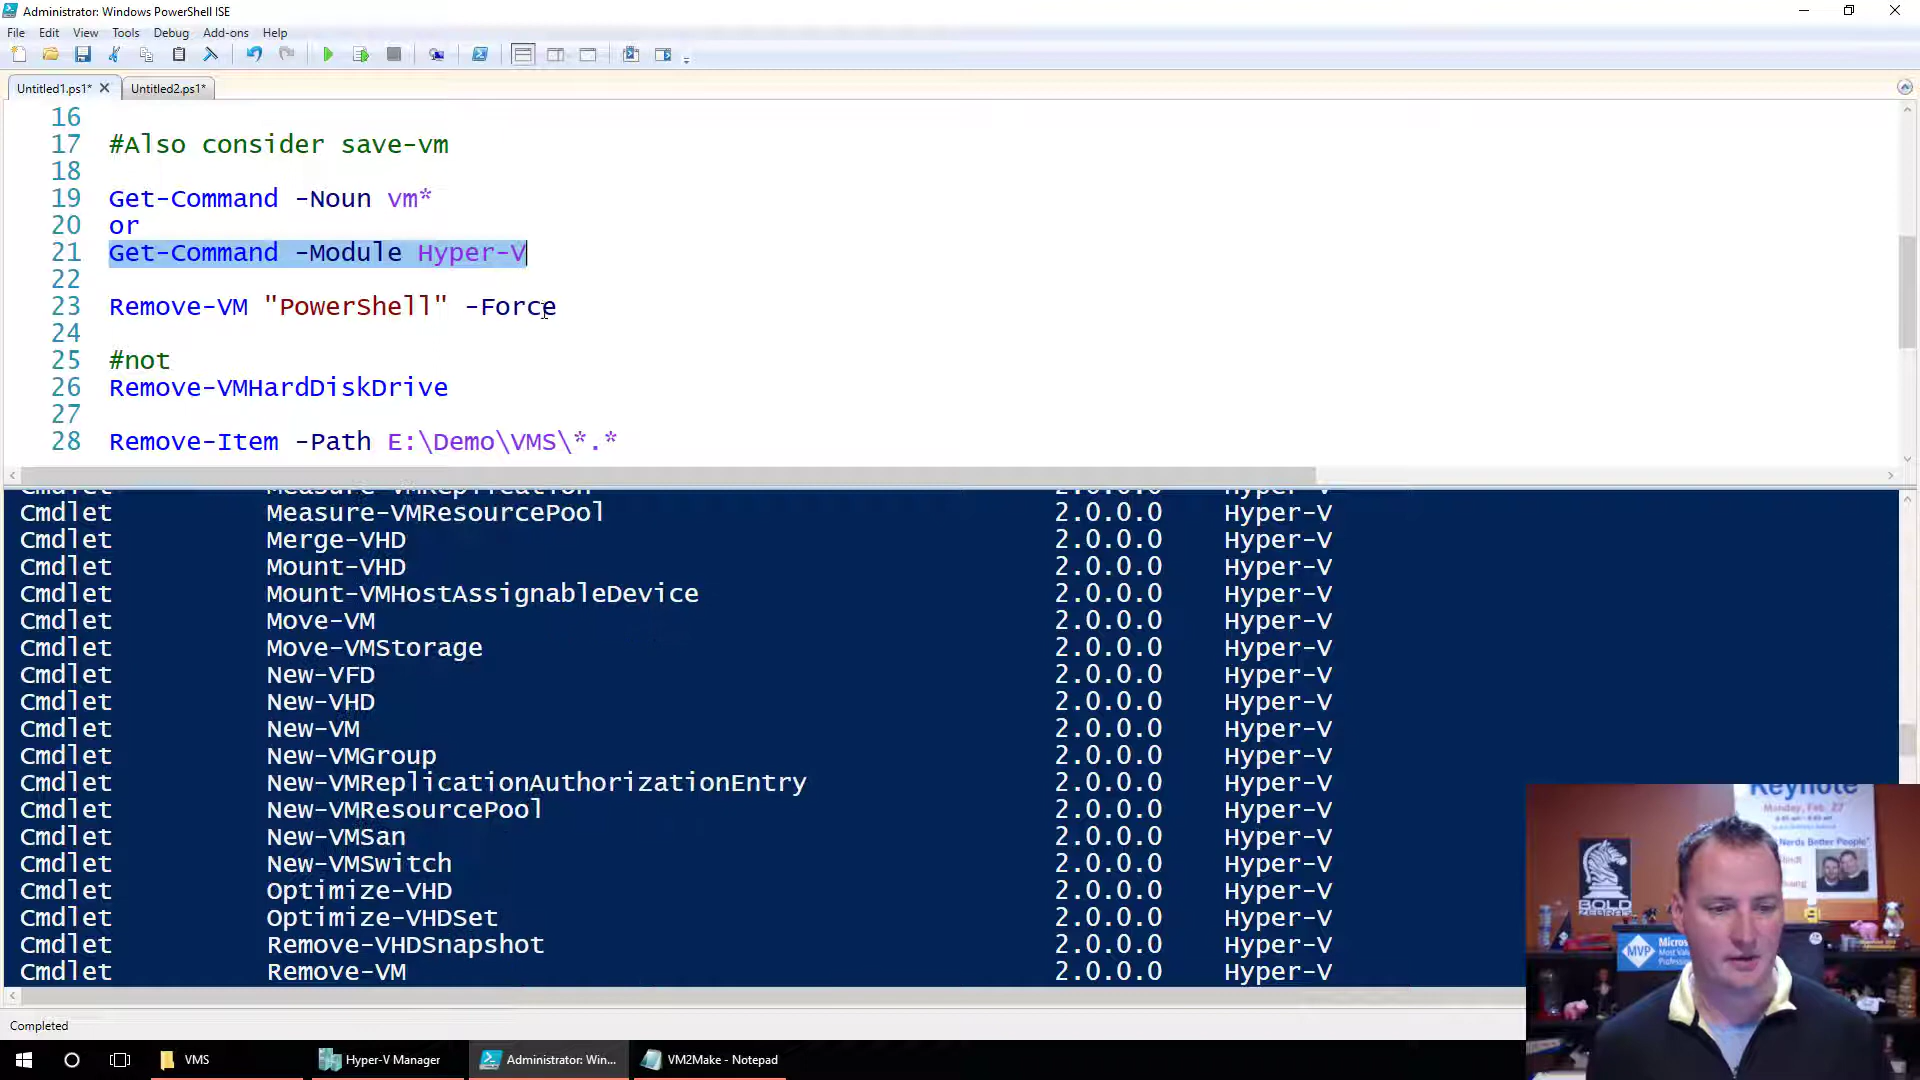 Administrator: Windows PowerShell ISE
File Edit View Tools Debug Add-ons Help
Untitled1.ps1* Untitled2.ps1*
16
17 #Also consider save-vm
18
19 Get-Command -Noun vm*
20 or
21 Get-Command -Module Hyper-V
22
23 Remove-VM "PowerShell" -Force
24
25 #not
26 Remove-VMHardDiskDrive
27
28 Remove-Item -Path E:\Demo\VMS\*.*
Cmdlet Measure-VMReplication 2.0.0.0 Hyper-V
Cmdlet Measure-VMResourcePool 2.0.0.0 Hyper-V
Cmdlet Merge-VHD 2.0.0.0 Hyper-V
Cmdlet Mount-VHD 2.0.0.0 Hyper-V
Cmdlet Mount-VMHostAssignableDevice 2.0.0.0 Hyper-V
Cmdlet Move-VM 2.0.0.0 Hyper-V
Cmdlet Move-VMStorage 2.0.0.0 Hyper-V
Cmdlet New-VFD 2.0.0.0 Hyper-V
Cmdlet New-VHD 2.0.0.0 Hyper-V
Cmdlet New-VM 2.0.0.0 Hyper-V
Cmdlet New-VMGroup 2.0.0.0 Hyper-V
Cmdlet New-VMReplicationAuthorizationEntry 2.0.0.0 Hyper-V
Cmdlet New-VMResourcePool 2.0.0.0 Hyper-V
Cmdlet New-VMSan 2.0.0.0 Hyper-V
Cmdlet New-VMSwitch 2.0.0.0 Hyper-V
Cmdlet Optimize-VHD 2.0.0.0 Hyper-V
Cmdlet Optimize-VHDSet 2.0.0.0 Hyper-V
Cmdlet Remove-VHDSnapshot 2.0.0.0 Hyper-V
Cmdlet Remove-VM 2.0.0.0 Hyper-V
Keynote
Monday, Feb. 27
Nerds Better People"
BOLD
ZEBRAS
MVP
Micros
Most Val
Profession
Completed
VMS Hyper-V Manager Administrator: Win... VM2Make - Notepad